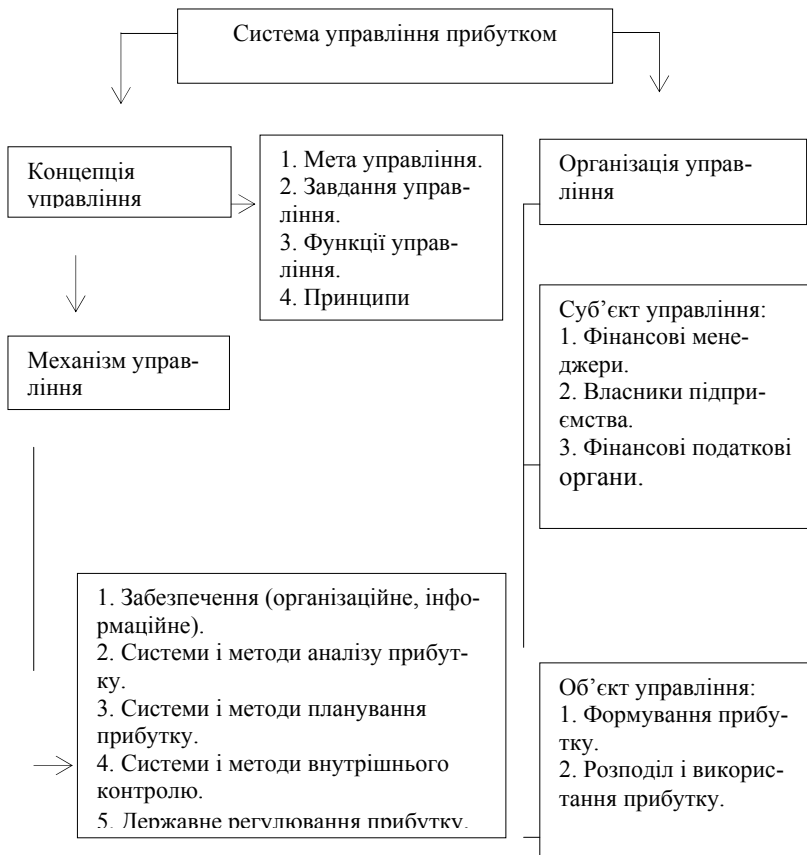 Система управління прибутком
Концепція
управління
1. Мета управління.
2. Завдання управ-
ління.
3. Функції управ-
ління.
4. Принципи
Організація управ-
ління
Механізм управ-
ління
Суб’єкт управління:
1. Фінансові мене-
джери.
2. Власники підпри-
ємства.
3. Фінансові податкові
органи.
1. Забезпечення (організаційне, інфо-
рмаційне).
2. Системи і методи аналізу прибут-
ку.
3. Системи і методи планування
прибутку.
4. Системи і методи внутрішнього
контролю.
5. Державне регулювання прибутку.
Об’єкт управління:
1. Формування прибу-
тку.
2. Розподіл і викорис-
тання прибутку.